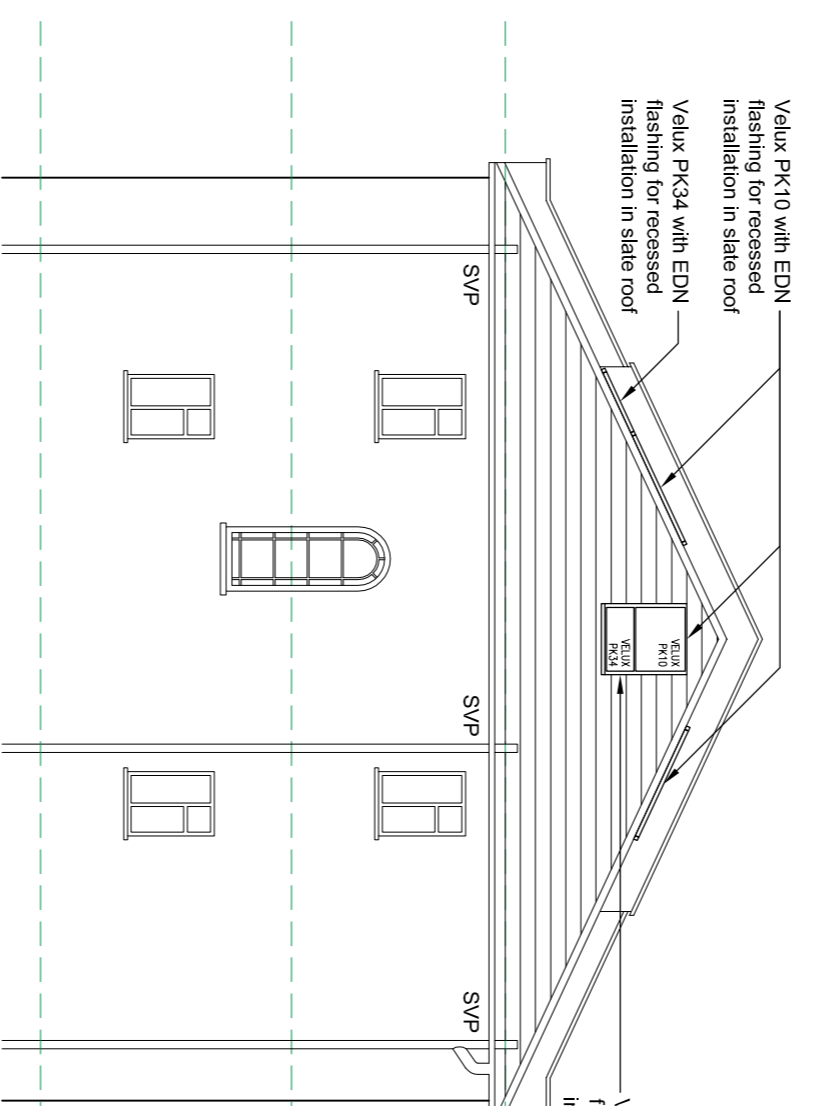 Velux PK10 with EDN
flashing for recessed
installation in slate roof
Velux PK34 with EDN
flashing for recessed
installation in slate roof
VELUX
PK10
VELUX
PK34
SVP
SVP
SVP